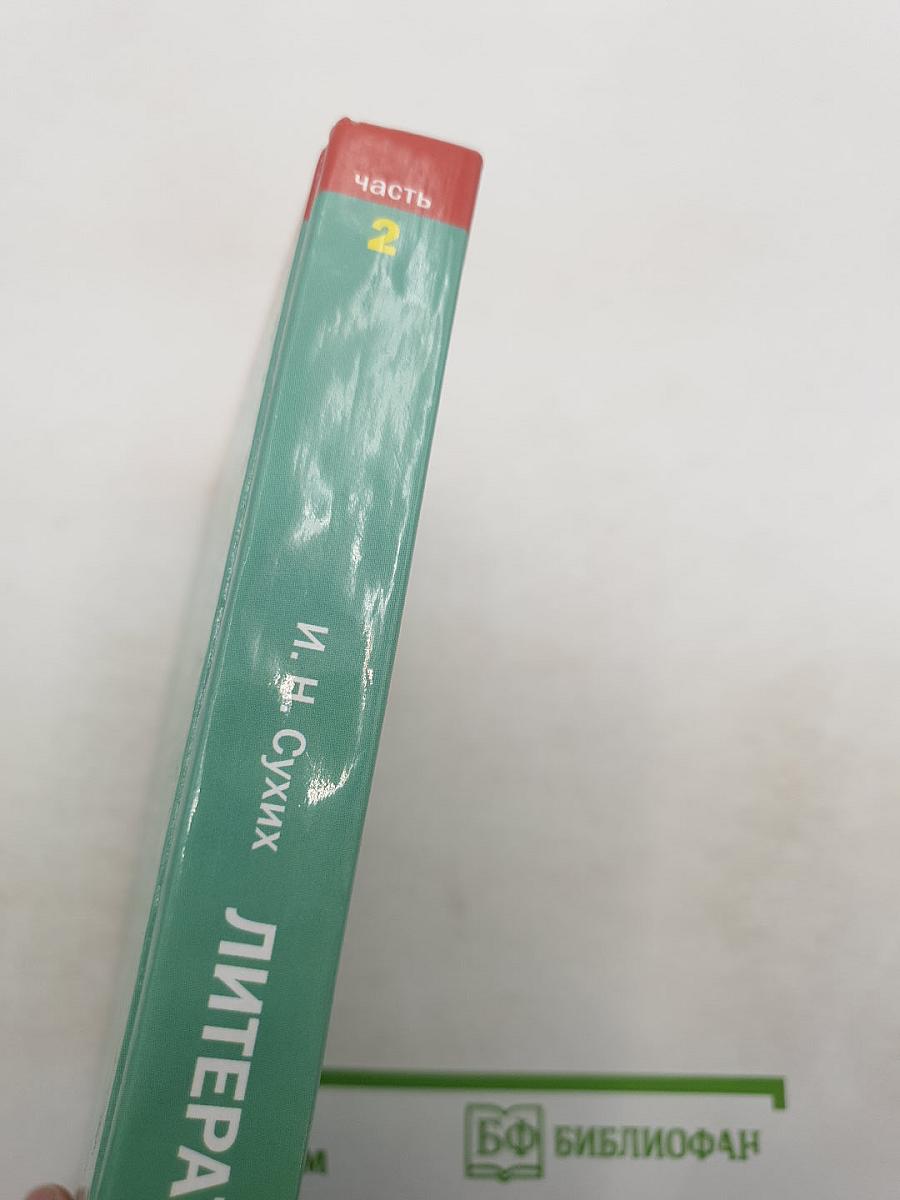 часть
2
И. Н. Сухих
ЛИТЕРА
БФ БИБЛИОФАН